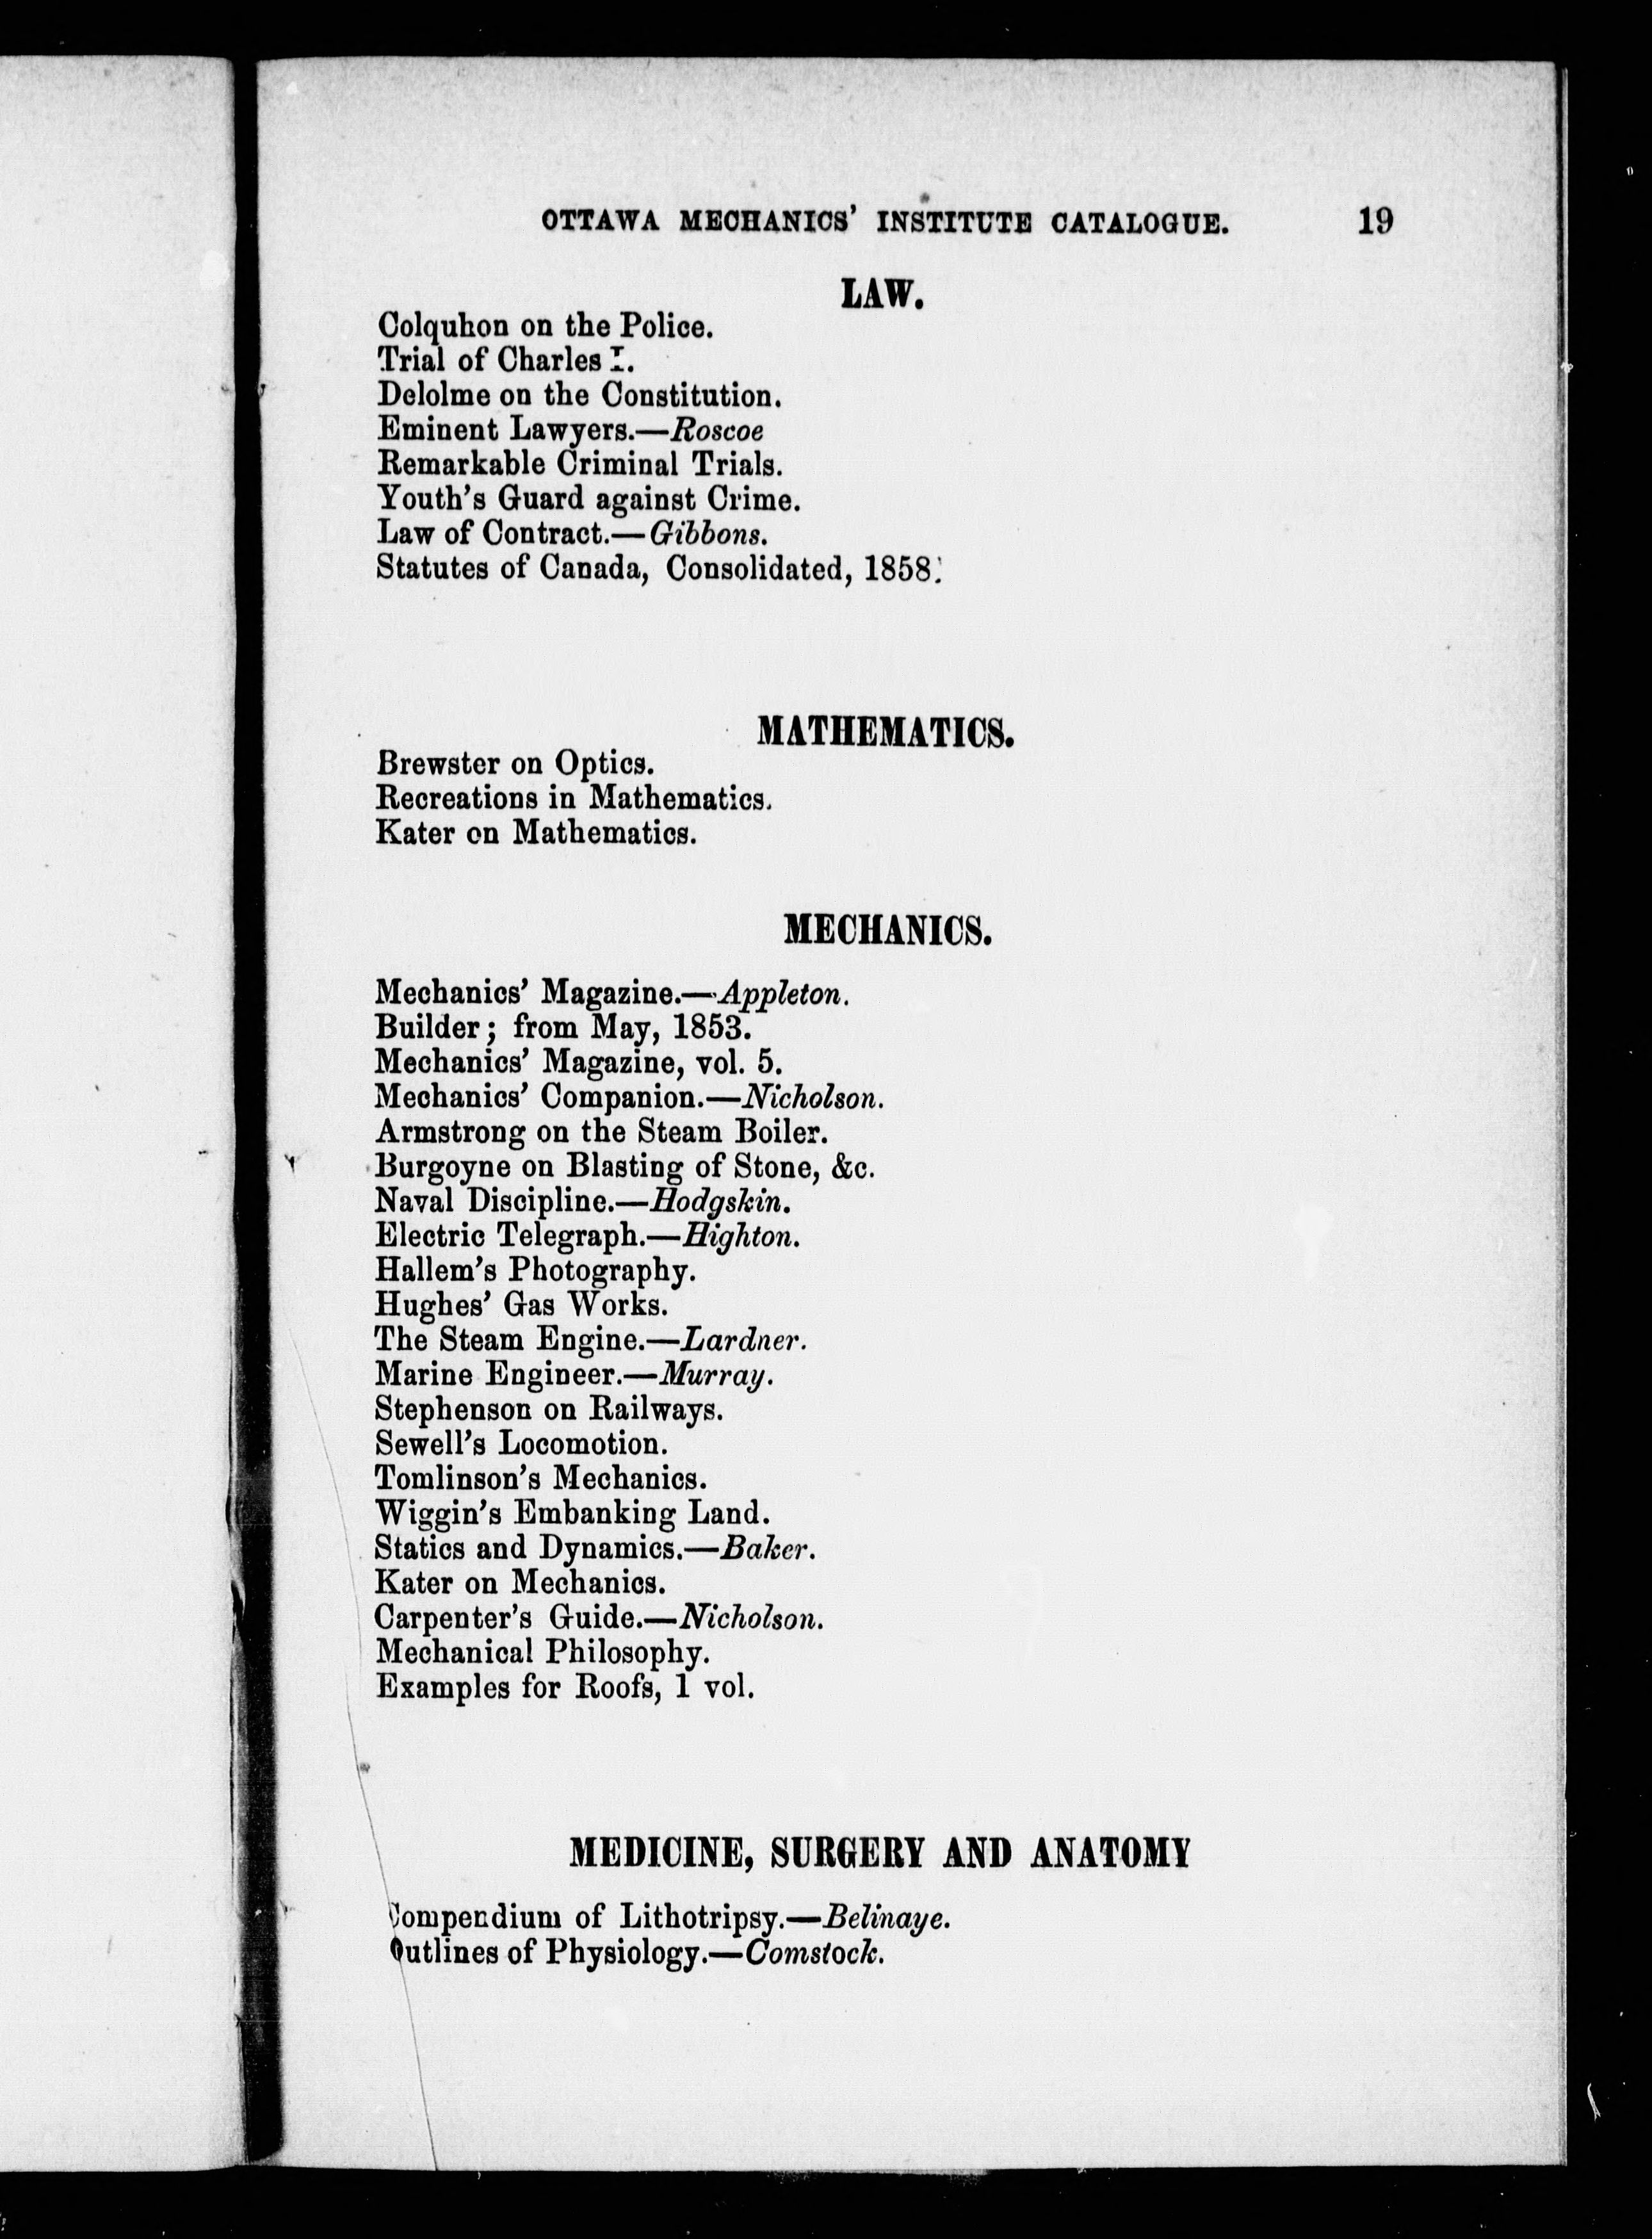 OTTAWA MECHANICS' INSTITUTE CATALOGUE. 19
LAW.
Colquhon on the Police.
Trial of Charles I.
Delolme on the Constitution.
Eminent Lawyers.—Roscoe
Remarkable Criminal Trials.
Youth's Guard against Crime.
Law of Contract.—Gibbons.
Statutes of Canada, Consolidated, 1858.
MATHEMATICS.
Brewster on Optics.
Recreations in Mathematics.
Kater on Mathematics.
MECHANICS.
Mechanics' Magazine.—Appleton.
Builder; from May, 1853.
Mechanics' Magazine, vol. 5.
Mechanics' Companion.—Nicholson.
Armstrong on the Steam Boiler.
Burgoyne on Blasting of Stone, &c.
Naval Discipline.—Hodgskin.
Electric Telegraph.—Highton.
Hallem's Photography.
Hughes' Gas Works.
The Steam Engine.—Lardner.
Marine Engineer.—Murray.
Stephenson on Railways.
Sewell's Locomotion.
Tomlinson's Mechanics.
Wiggin's Embanking Land.
Statics and Dynamics.—Baker.
Kater on Mechanics.
Carpenter's Guide.—Nicholson.
Mechanical Philosophy.
Examples for Roofs, 1 vol.
MEDICINE, SURGERY AND ANATOMY
Compendium of Lithotripsy.—Belinaye.
Outlines of Physiology.—Comstock.